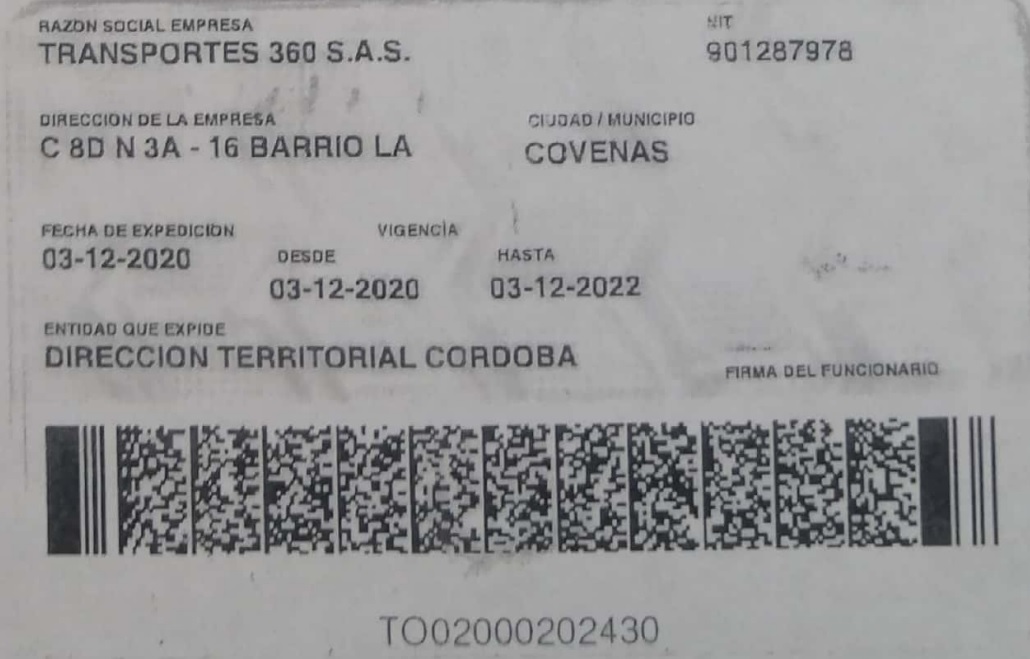 RAZON SOCIAL EMPRESA
NIT
TRANSPORTES 360 S.A.S.
901287978
DIRECCION DE LA EMPRESA
CIUDAD / MUNICIPIO
C 8D N 3A - 16 BARRIO LA
COVENAS
FECHA DE EXPEDICION
VIGENCIA
03-12-2020
DESDE
HASTA
03-12-2020
03-12-2022
ENTIDAD QUE EXPIDE
DIRECCION TERRITORIAL CORDOBA
FIRMA DEL FUNCIONARIO
TO02000202430